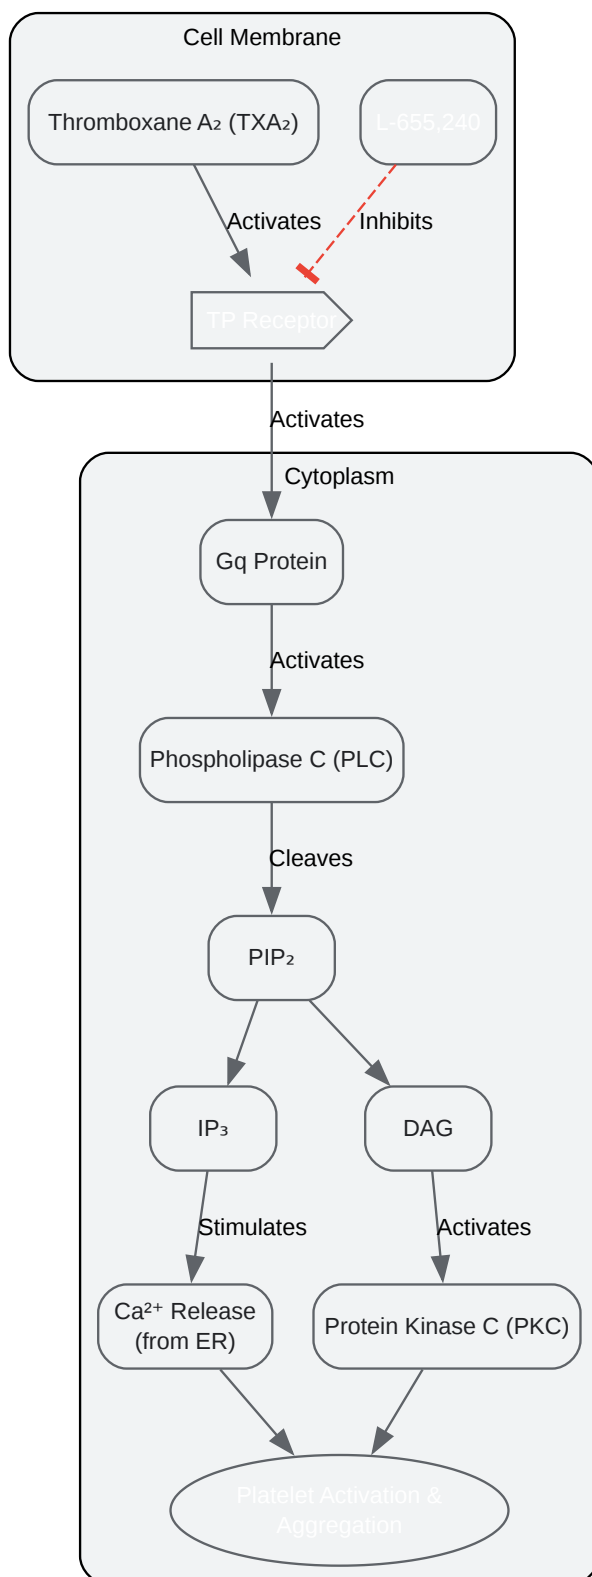 Cell Membrane
Thromboxane A₂ (TXA₂)
L-655,240
Activates
Inhibits
TP Receptor
Activates
Cytoplasm
Gq Protein
Activates
Phospholipase C (PLC)
Cleaves
PIP₂
IP₃
DAG
Stimulates
Activates
Ca²⁺ Release
(from ER)
Protein Kinase C (PKC)
Platelet Activation &
Aggregation